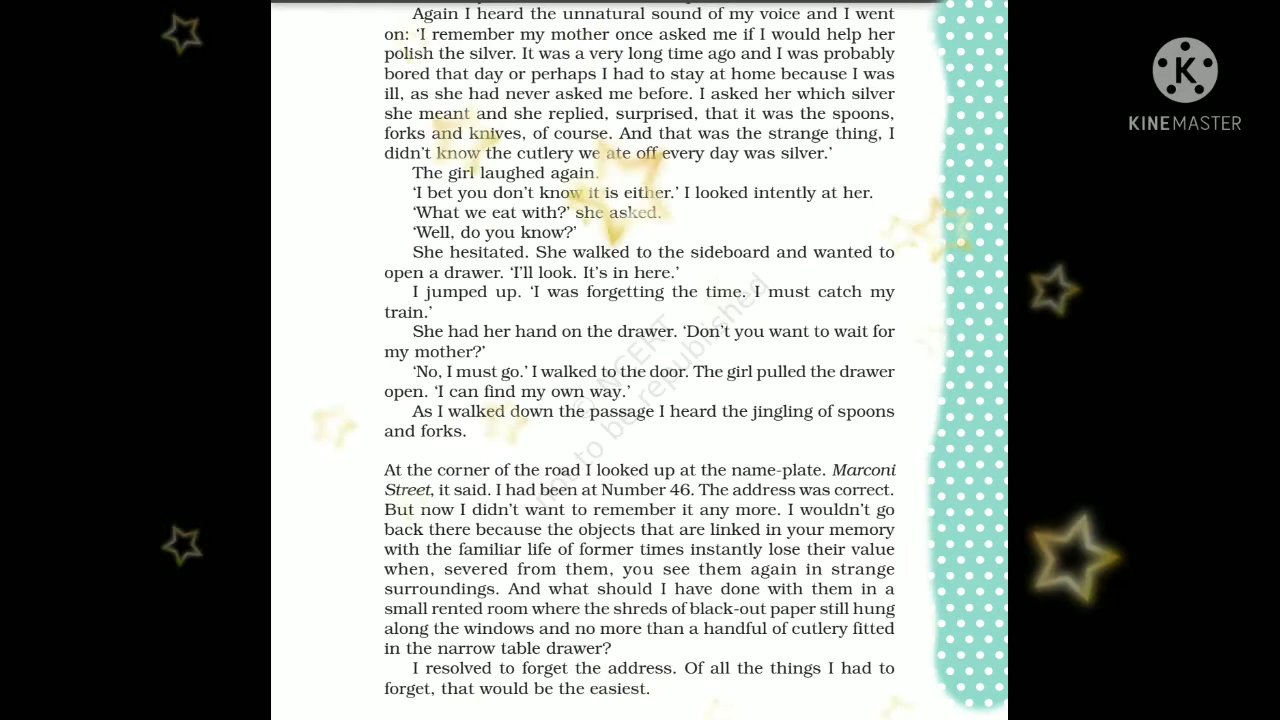 Again I heard the unnatural sound of my voice and I went
on: ‘I remember my mother once asked me if I would help her
polish the silver. It was a very long time ago and I was probably
bored that day or perhaps I had to stay at home because I was
ill, as she had never asked me before. I asked her which silver
she meant and she replied, surprised, that it was the spoons,
forks and knives, of course. And that was the strange thing, I
didn’t know the cutlery we ate off every day was silver.’
The girl laughed again.
‘I bet you don’t know it is either.’ I looked intently at her.
‘What we eat with?’ she asked.
‘Well, do you know?’
She hesitated. She walked to the sideboard and wanted to
open a drawer. ‘I’ll look. It’s in here.’
I jumped up. ‘I was forgetting the time. I must catch my
train.’
She had her hand on the drawer. ‘Don’t you want to wait for
my mother?’
‘No, I must go.’ I walked to the door. The girl pulled the drawer
open. ‘I can find my own way.’
As I walked down the passage I heard the jingling of spoons
and forks.
At the corner of the road I looked up at the name-plate. Marconi
Street, it said. I had been at Number 46. The address was correct.
But now I didn’t want to remember it any more. I wouldn’t go
back there because the objects that are linked in your memory
with the familiar life of former times instantly lose their value
when, severed from them, you see them again in strange
surroundings. And what should I have done with them in a
small rented room where the shreds of black-out paper still hung
along the windows and no more than a handful of cutlery fitted
in the narrow table drawer?
I resolved to forget the address. Of all the things I had to
forget, that would be the easiest.
© NCERT
not to be republished
K
KINEMASTER